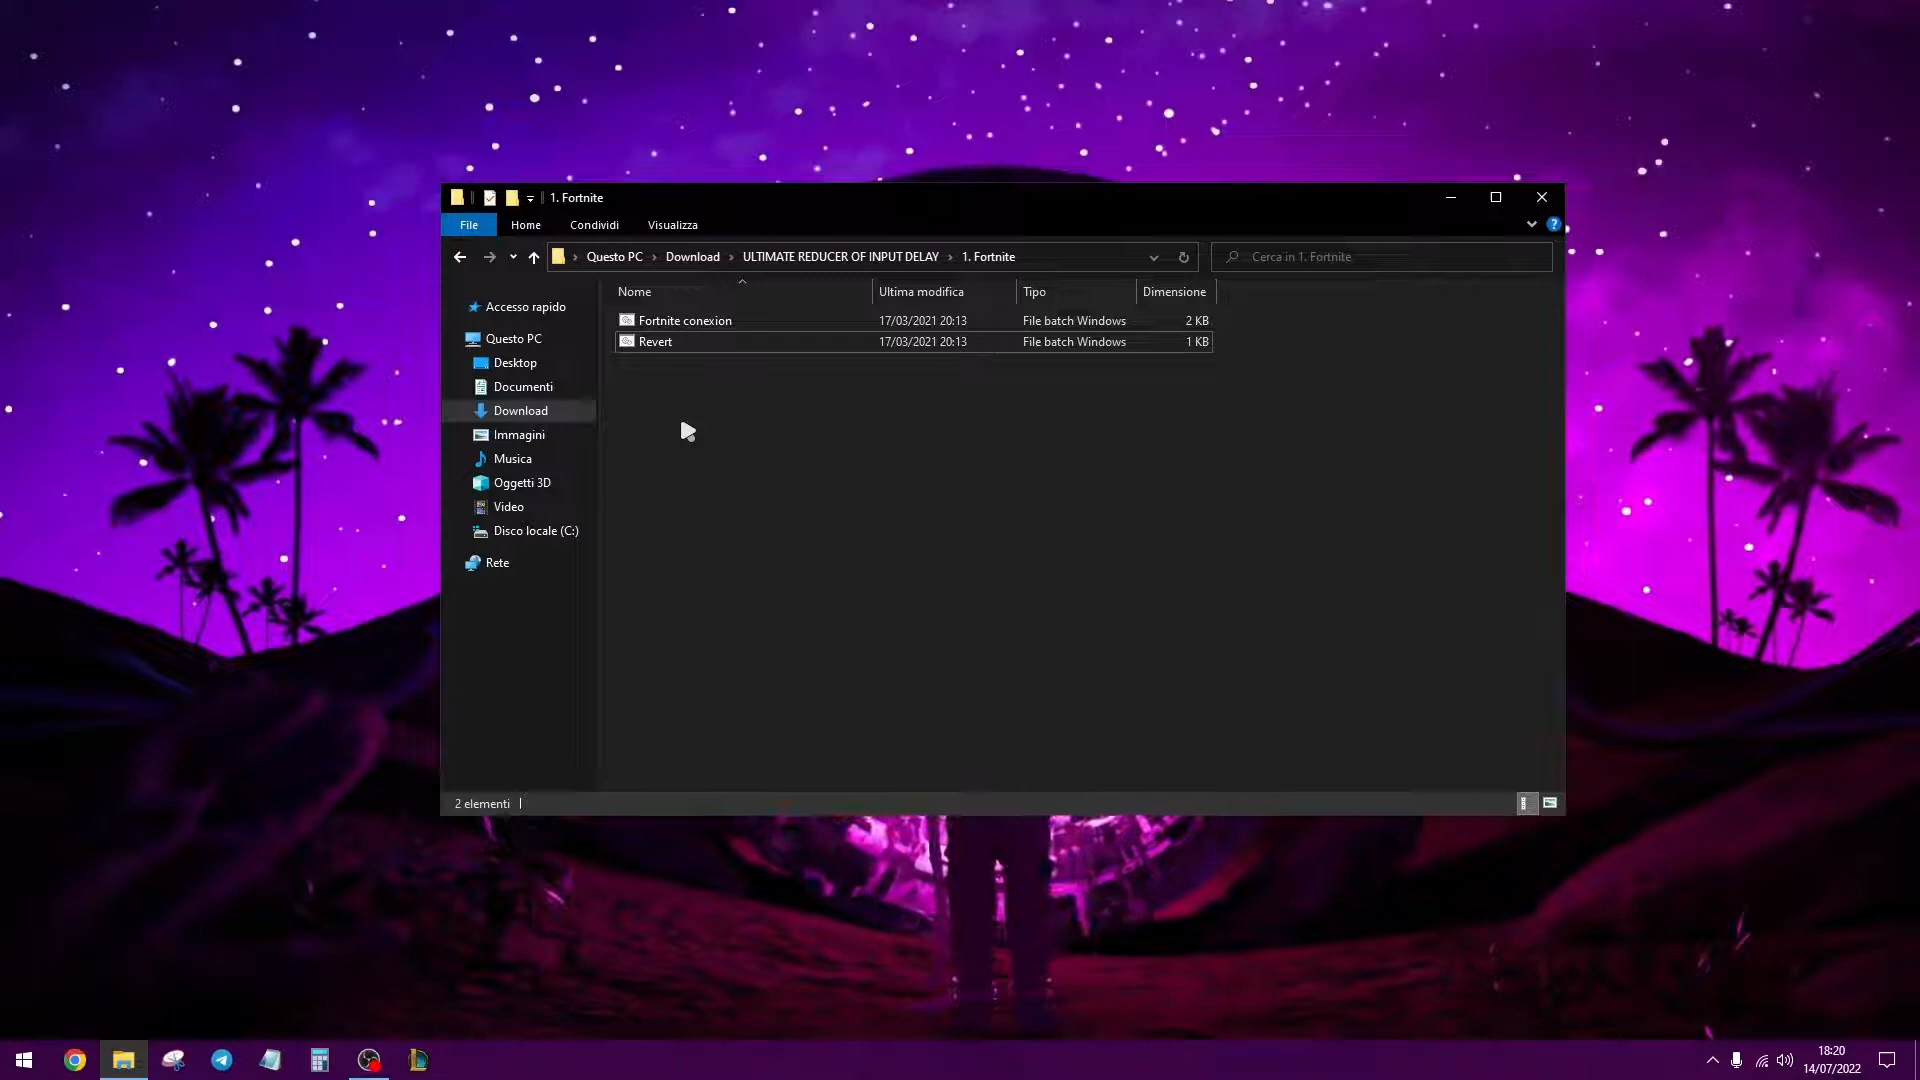 1. Fortnite
File Home Condividi Visualizza
Questo PC Download ULTIMATE REDUCER OF INPUT DELAY 1. Fortnite Cerca in 1. Fortnite
Nome Ultima modifica Tipo Dimensione
Fortnite conexion 17/03/2021 20:13 File batch Windows 2 KB
Revert 17/03/2021 20:13 File batch Windows 1 KB
Accesso rapido
Questo PC
Desktop
Documenti
Download
Immagini
Musica
Oggetti 3D
Video
Disco locale (C:)
Rete
2 elementi
18:20
14/07/2022